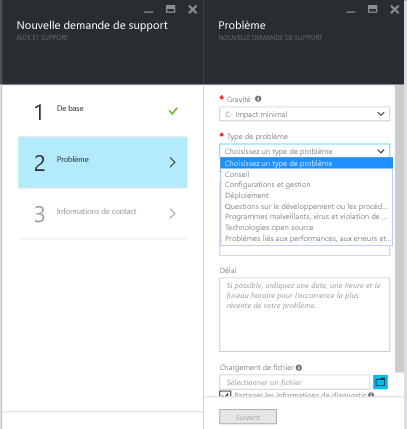 Nouvelle demande de support
AIDE ET SUPPORT
1
De base
2
Problème
3
Informations de contact
Problème
NOUVELLE DEMANDE DE SUPPORT
* Gravité
C- Impact minimal
* Type de problème
Choisissez un type de problème
Choisissez un type de problème
Conseil
Configurations et gestion
Déploiement
Questions sur le développement ou les procéd...
Programmes malveillants, virus et violation de ...
Technologies open source
Problèmes liés aux performances, aux erreurs et...
Délai
Si possible, indiquez une date, une heure et le
fuseau horaire pour l'occurrence la plus
récente de votre problème.
Chargement de fichier
Sélectionner un fichier
Partager les informations de diagnostic
Suivant